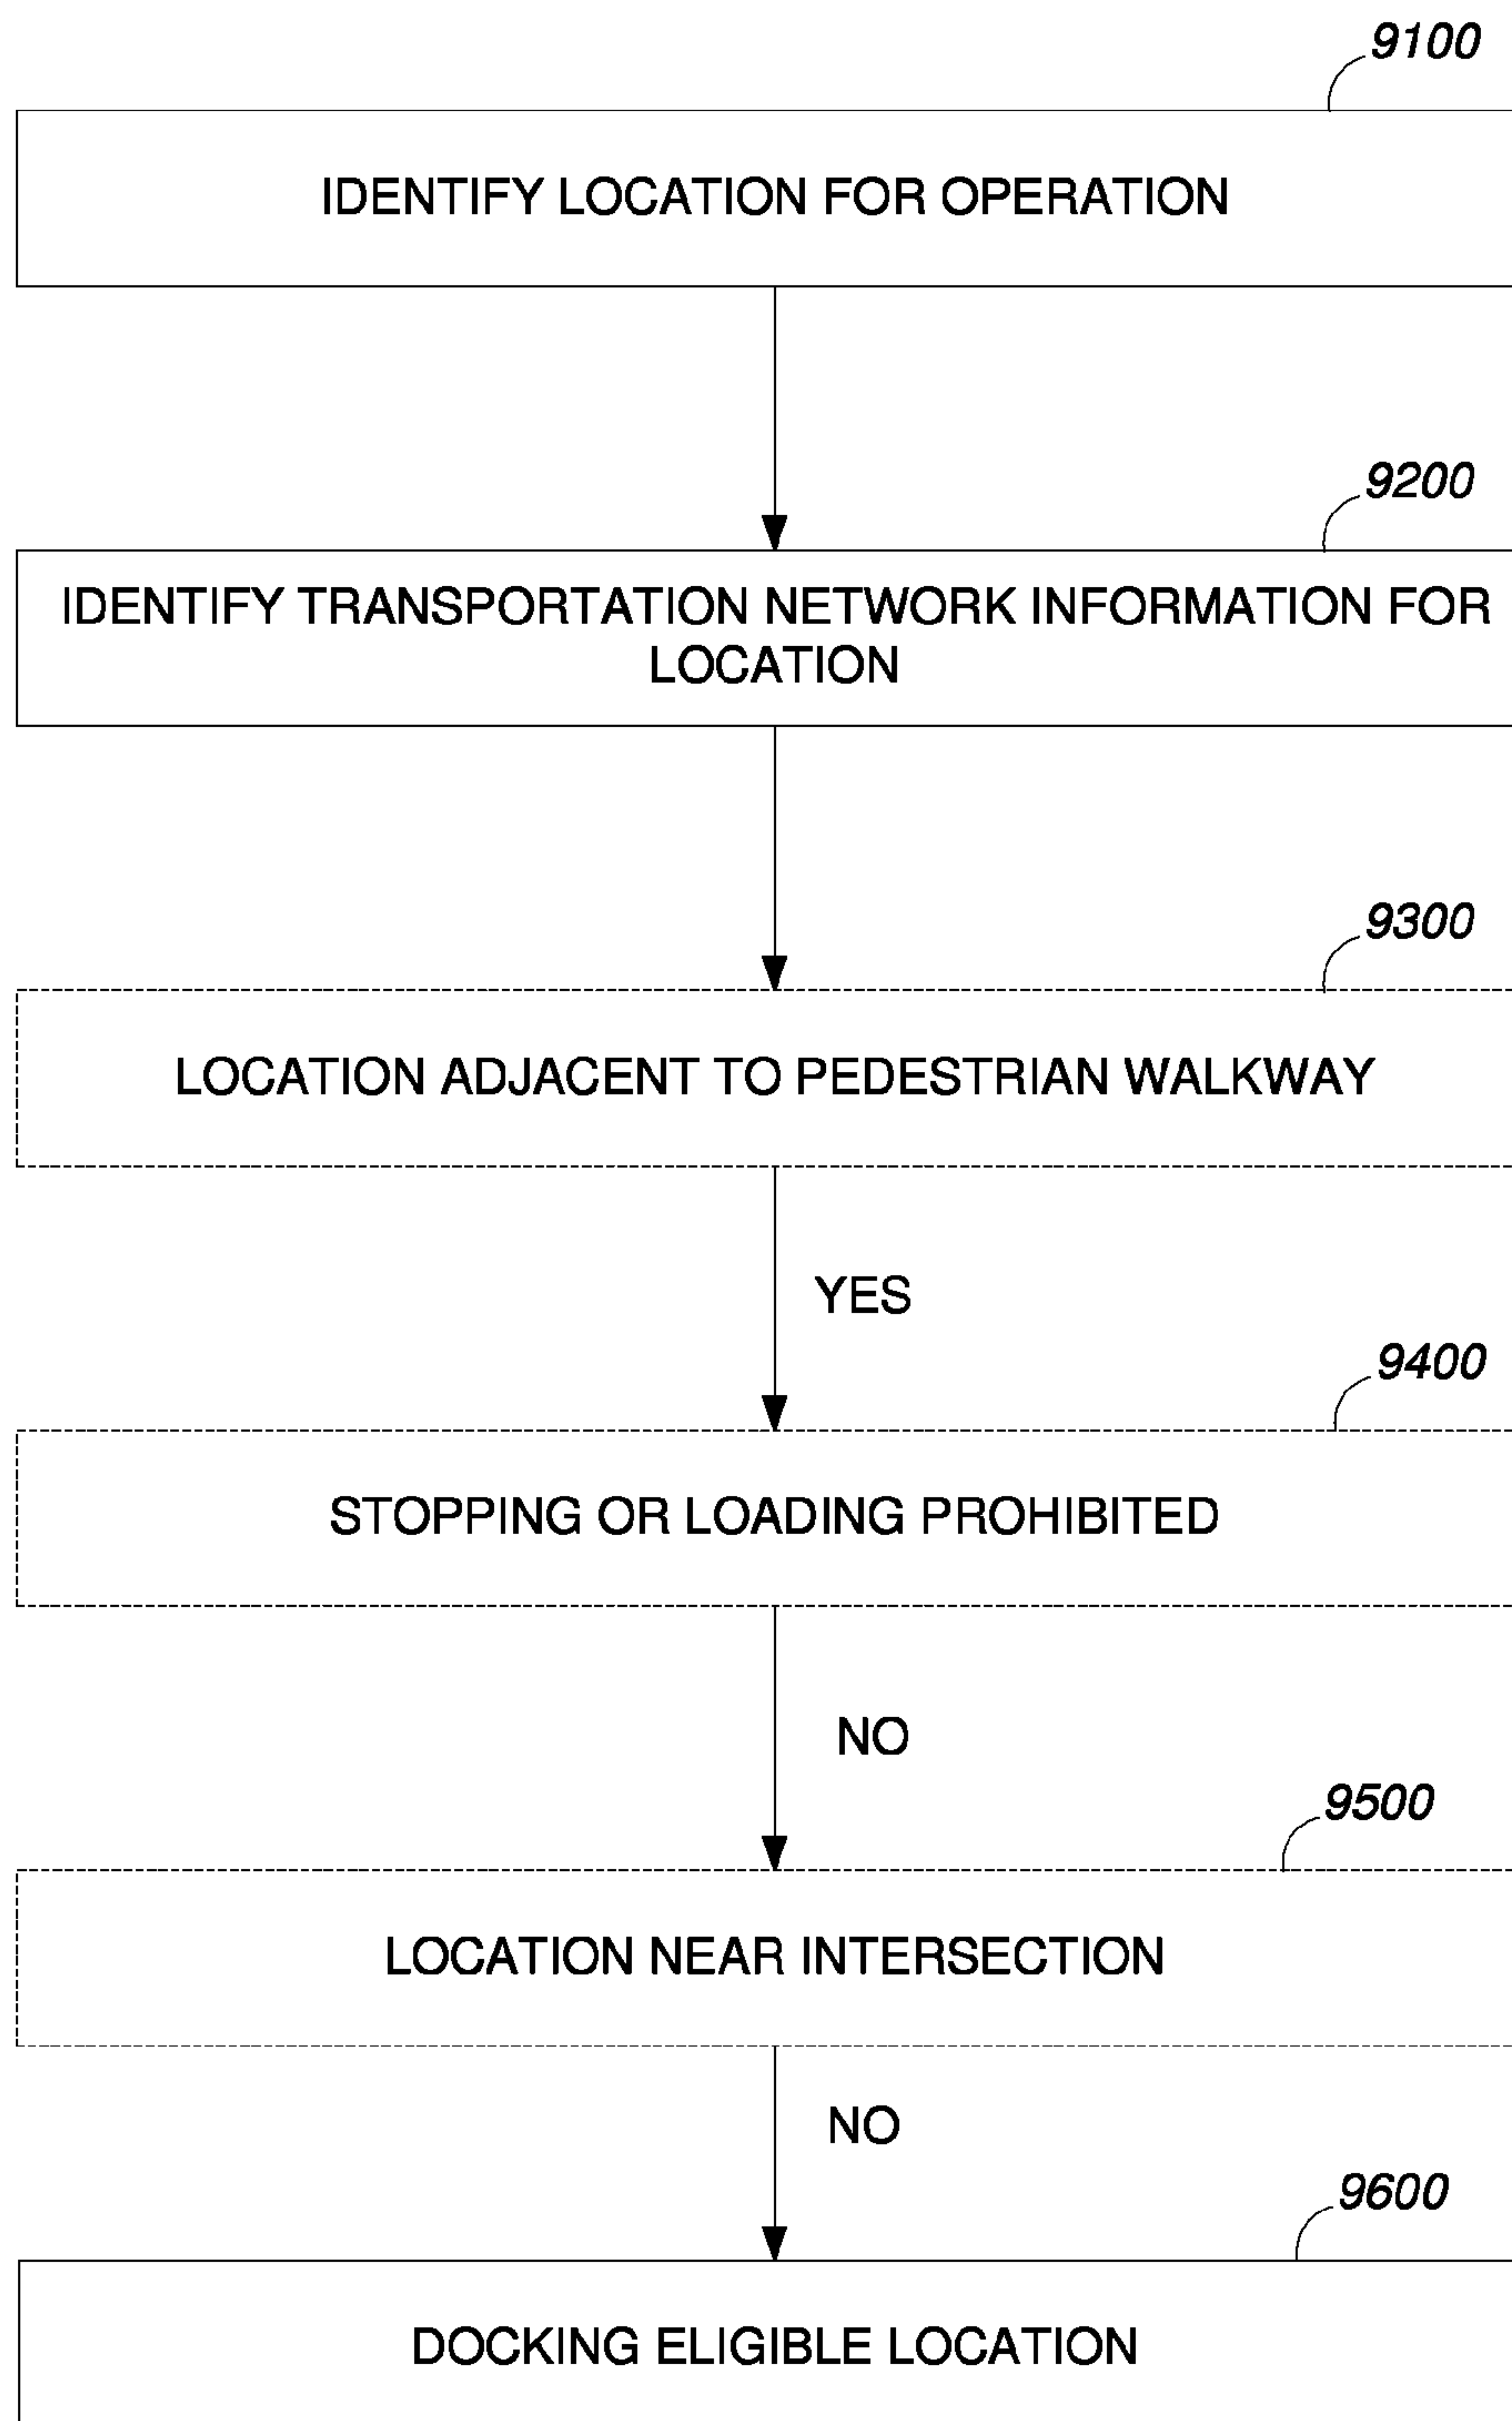 9100
IDENTIFY LOCATION FOR OPERATION
9200
IDENTIFY TRANSPORTATION NETWORK INFORMATION FOR
LOCATION
9300
LOCATION ADJACENT TO PEDESTRIAN WALKWAY
YES
9400
STOPPING OR LOADING PROHIBITED
NO
9500
LOCATION NEAR INTERSECTION
NO
9600
DOCKING ELIGIBLE LOCATION